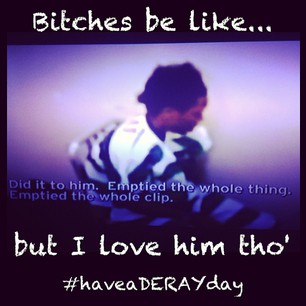 Bitches be like...
Did it to him. Emptied the whole thing.
Emptied the whole clip.
but I love him tho'
#haveaDERAYday